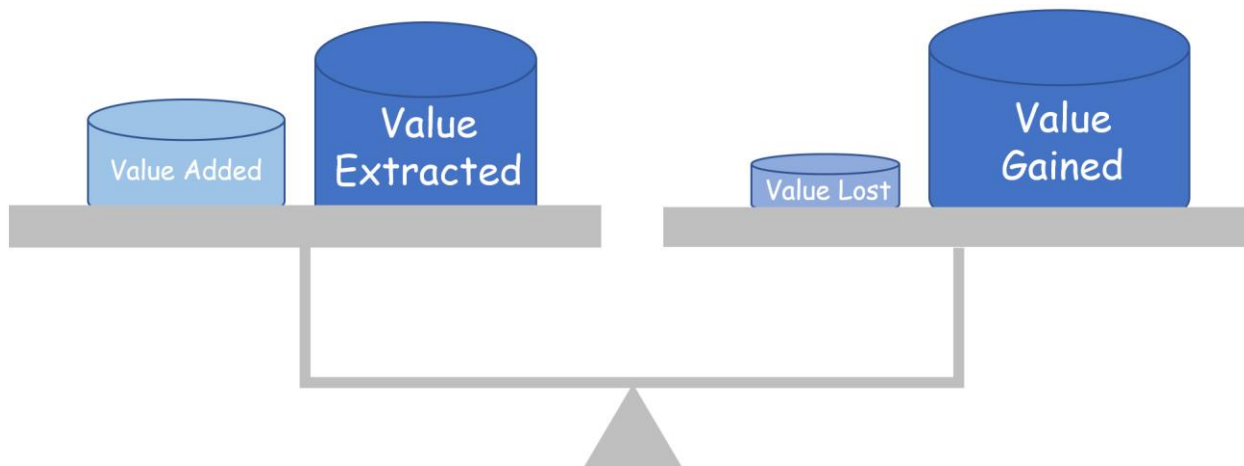 Value Added
Value
Extracted
Value Lost
Value
Gained